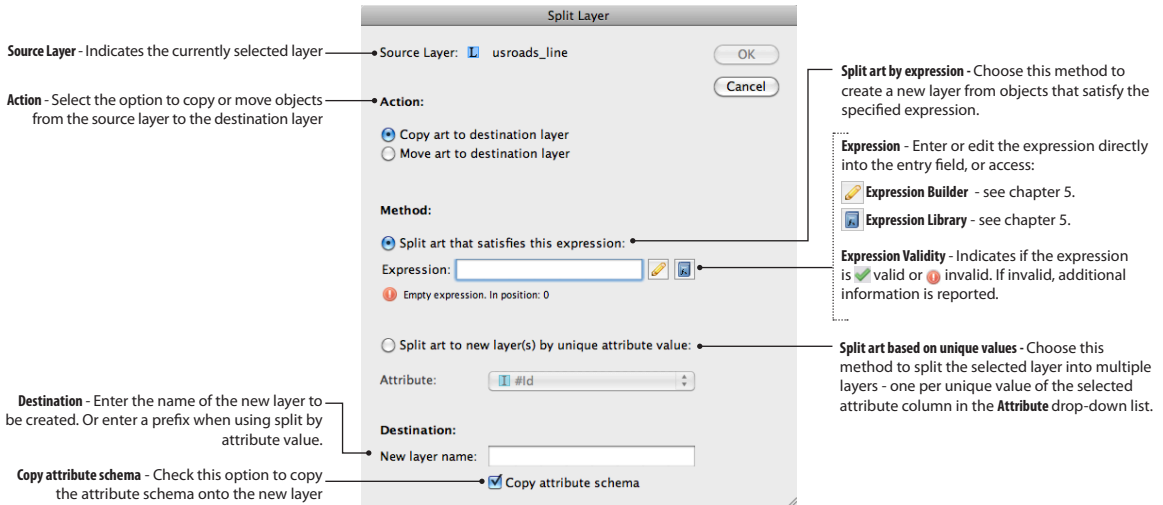 Split Layer
Source Layer - Indicates the currently selected layer
Action - Select the option to copy or move objects
from the source layer to the destination layer
Source Layer: L usroads_line
OK
Cancel
Action:
Copy art to destination layer
Move art to destination layer
Method:
Split art that satisfies this expression:
Expression:
Empty expression. In position: 0
Split art to new layer(s) by unique attribute value:
Attribute: I #Id
Destination:
New layer name:
Copy attribute schema
Destination - Enter the name of the new layer to
be created. Or enter a prefix when using split by
attribute value.
Copy attribute schema - Check this option to copy
the attribute schema onto the new layer
Split art by expression - Choose this method to
create a new layer from objects that satisfy the
specified expression.
Expression - Enter or edit the expression directly
into the entry field, or access:
Expression Builder - see chapter 5.
Expression Library - see chapter 5.
Expression Validity - Indicates if the expression
is valid or invalid. If invalid, additional
information is reported.
Split art based on unique values - Choose this
method to split the selected layer into multiple
layers - one per unique value of the selected
attribute column in the Attribute drop-down list.